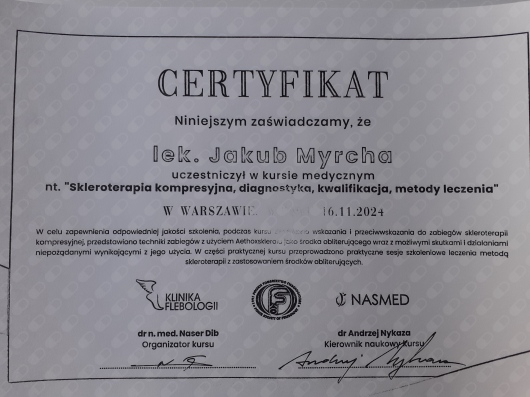 CERTYFIKAT
Niniejszym zaświadczamy, że
lek. Jakub Myrcha
uczestniczył w kursie medycznym
nt. "Skleroterapia kompresyjna, diagnostyka, kwalifikacja, metody leczenia"
W WARSZAWIE 16.11.2024
W celu zapewnienia odpowiedniej jakości szkolenia, podczas kursu wskazania i przeciwwskazania do zabiegów skleroterapii
kompresyjnej, przedstawiono techniki zabiegów z użyciem Aethoxsklerolu jako środka obliterującego wraz z możliwymi skutkami i działaniami
niepożądanymi wynikającymi z jego użycia. W części praktycznej kursu przeprowadzono praktyczne sesje szkoleniowe leczenia metodą
skleroterapii z zastosowaniem środków obliterujących.
KLINIKA
FLEBOLOGII
NASMED
dr n. med. Naser Dib
Organizator kursu
dr Andrzej Nykaza
Kierownik naukowy Kursu